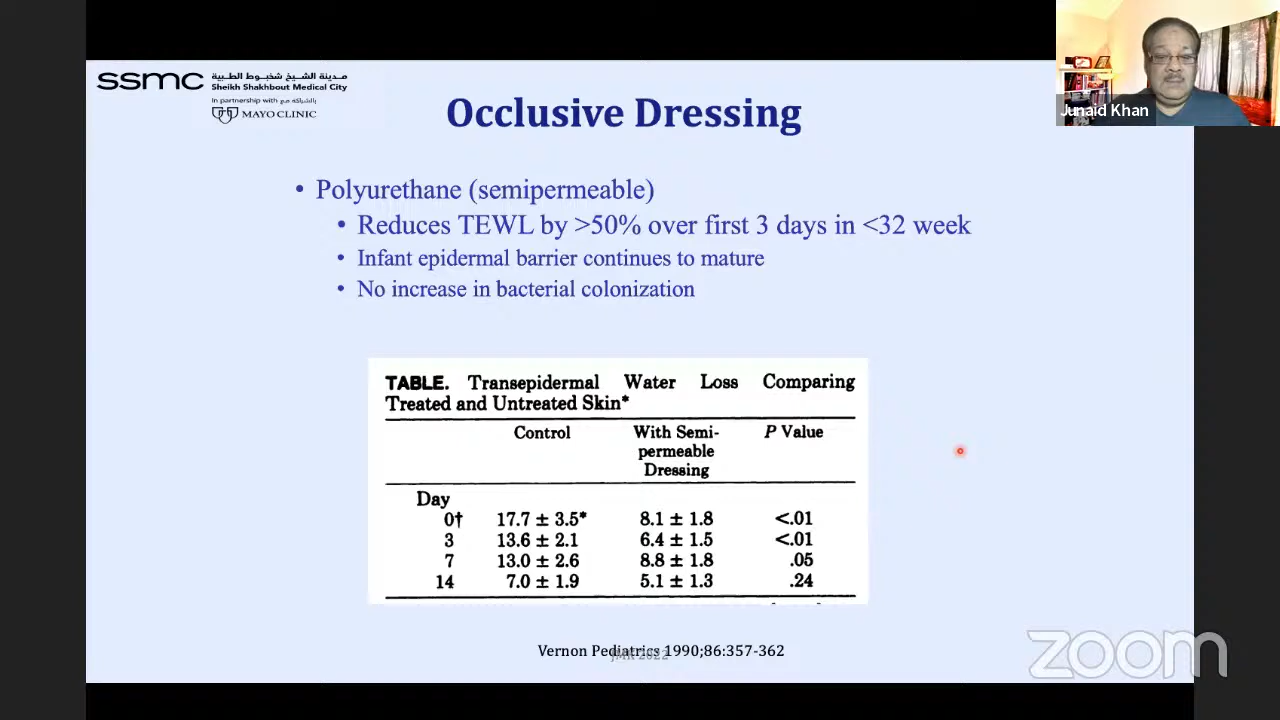 ssmc
مدينة الشيخ شخبوط الطبية
Sheikh Shakhbout Medical City
In partnership with بالشراكة مع
MAYO CLINIC
Junaid Khan
Occlusive Dressing
• Polyurethane (semipermeable)
• Reduces TEWL by >50% over first 3 days in <32 week
• Infant epidermal barrier continues to mature
• No increase in bacterial colonization
TABLE. Transepidermal Water Loss Comparing
Treated and Untreated Skin*
Control With Semi- P Value
permeable
Dressing
Day
0† 17.7 ± 3.5* 8.1 ± 1.8 <.01
3 13.6 ± 2.1 6.4 ± 1.5 <.01
7 13.0 ± 2.6 8.8 ± 1.8 .05
14 7.0 ± 1.9 5.1 ± 1.3 .24
Vernon Pediatrics 1990;86:357-362
JMK 2022
zoom